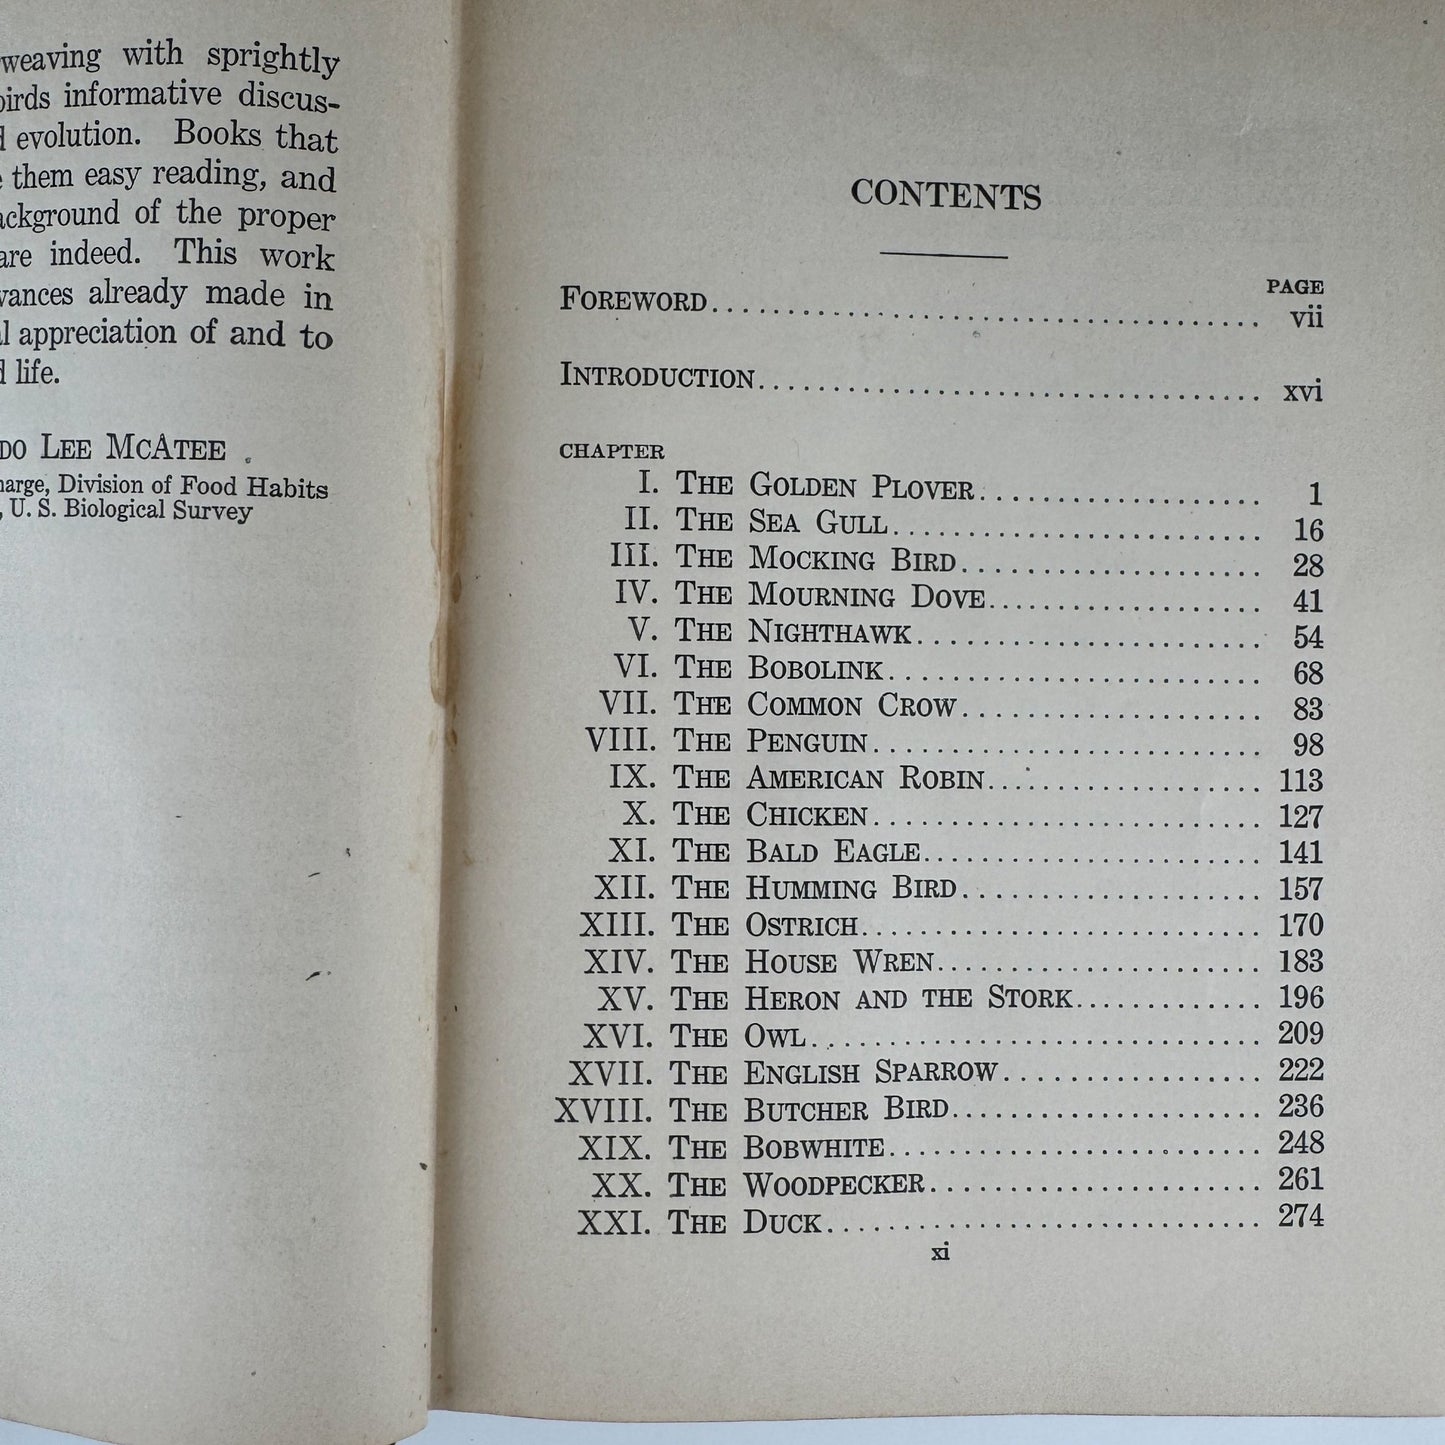 weaving with sprightly
birds informative discus-
evolution. Books that
them easy reading, and
background of the proper
indeed. This work
already made in
appreciation of and to
life.
LEE MCATEE
Division of Food Habits
U. S. Biological Survey
CONTENTS
PAGE
FOREWORD vii
INTRODUCTION xvi
CHAPTER
I. THE GOLDEN PLOVER 1
II. THE SEA GULL 16
III. THE MOCKING BIRD 28
IV. THE MOURNING DOVE 41
V. THE NIGHTHAWK 54
VI. THE BOBOLINK 68
VII. THE COMMON CROW 83
VIII. THE PENGUIN 98
IX. THE AMERICAN ROBIN 113
X. THE CHICKEN 127
XI. THE BALD EAGLE 141
XII. THE HUMMING BIRD 157
XIII. THE OSTRICH 170
XIV. THE HOUSE WREN 183
XV. THE HERON AND THE STORK 196
XVI. THE OWL 209
XVII. THE ENGLISH SPARROW 222
XVIII. THE BUTCHER BIRD 236
XIX. THE BOBWHITE 248
XX. THE WOODPECKER 261
XXI. THE DUCK 274
xi